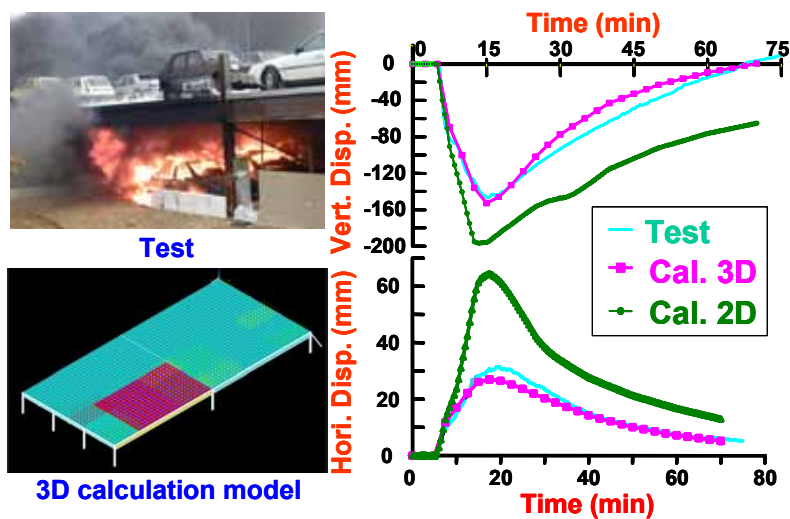 Test
3D calculation model
Time (min)
0 15 30 45 60 75
Vert. Disp. (mm)
0
-40
-80
-120
-160
-200
Test
Cal. 3D
Cal. 2D
Hori. Disp. (mm)
60
40
20
0
0 20 40 60 80
Time (min)